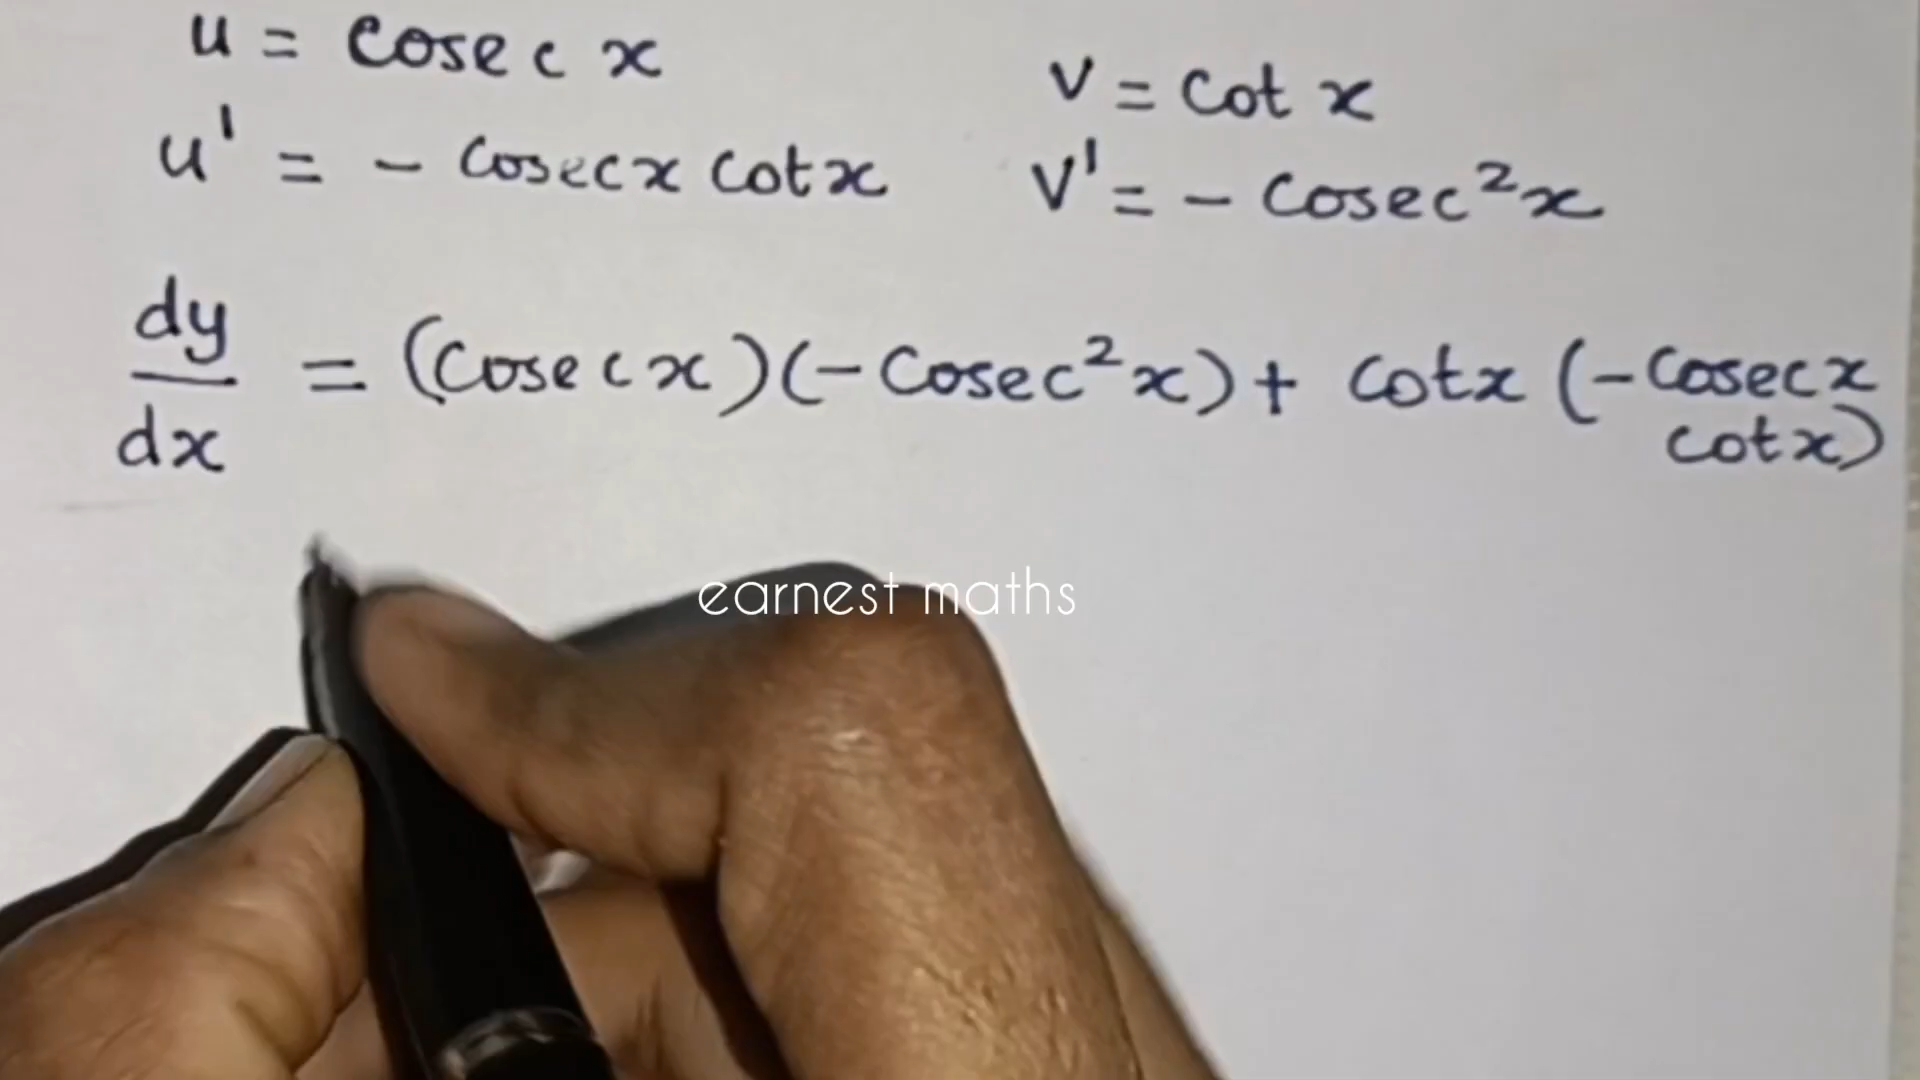 u = cosec x
v = cot x
u' = - cosec x cot x
v' = - cosec²x
dy/dx = (cosec x)(-cosec²x) + cot x (-cosec x
cot x)
earnest maths